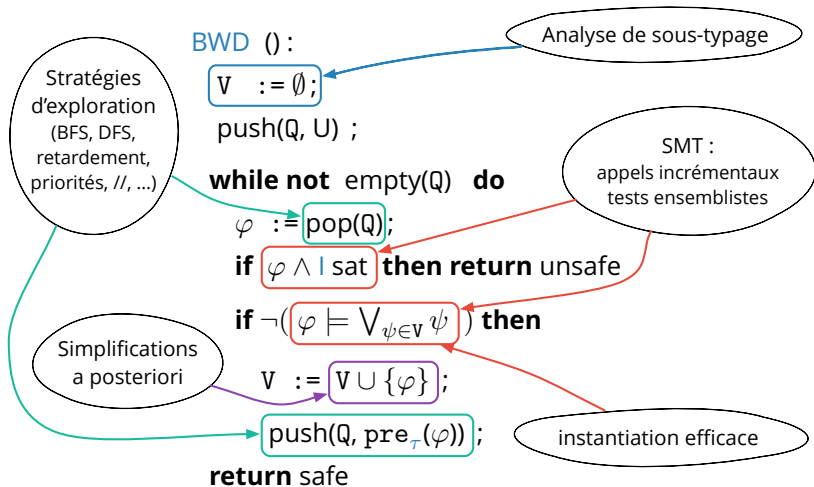 BWD () :
V := ∅;
push(Q, U) ;
while not empty(Q) do
φ := pop(Q);
if φ ∧ I sat then return unsafe
if ¬( φ ⊨ ⋁ψ∈V ψ ) then
V := V ∪ {φ} ;
push(Q, preτ(φ)) ;
return safe
Analyse de sous-typage
Stratégies
d’exploration
(BFS, DFS,
retardement,
priorités, //, ...)
SMT :
appels incrémentaux
tests ensemblistes
Simplifications
a posteriori
instantiation efficace